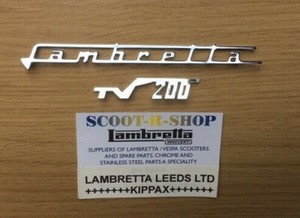 Lambretta
TV 200
SCOOT-R-SHOP
Lambretta
SUPPLIERS OF LAMBRETTA / VESPA SCOOTERS
AND SPARE PARTS, CHROME AND
STAINLESS STEEL PARTS A SPECIALITY
LAMBRETTA LEEDS LTD
++++++KIPPAX++++++